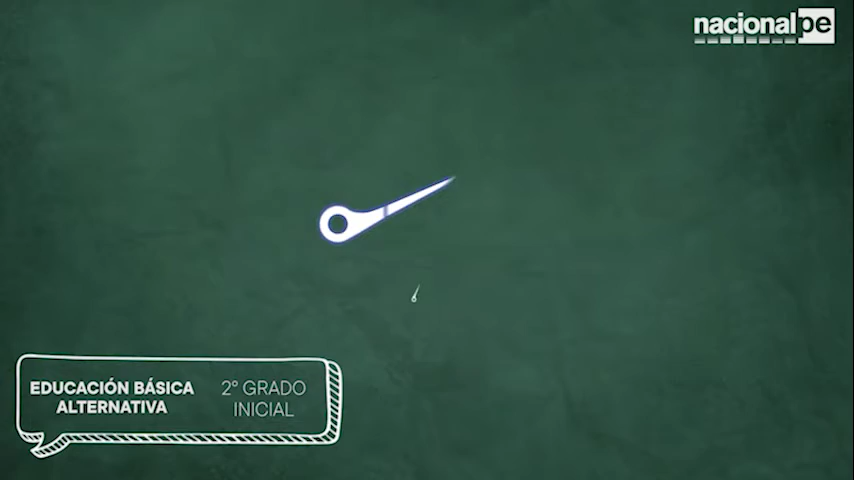 nacionalpe
EDUCACIÓN BÁSICA
ALTERNATIVA
2° GRADO
INICIAL